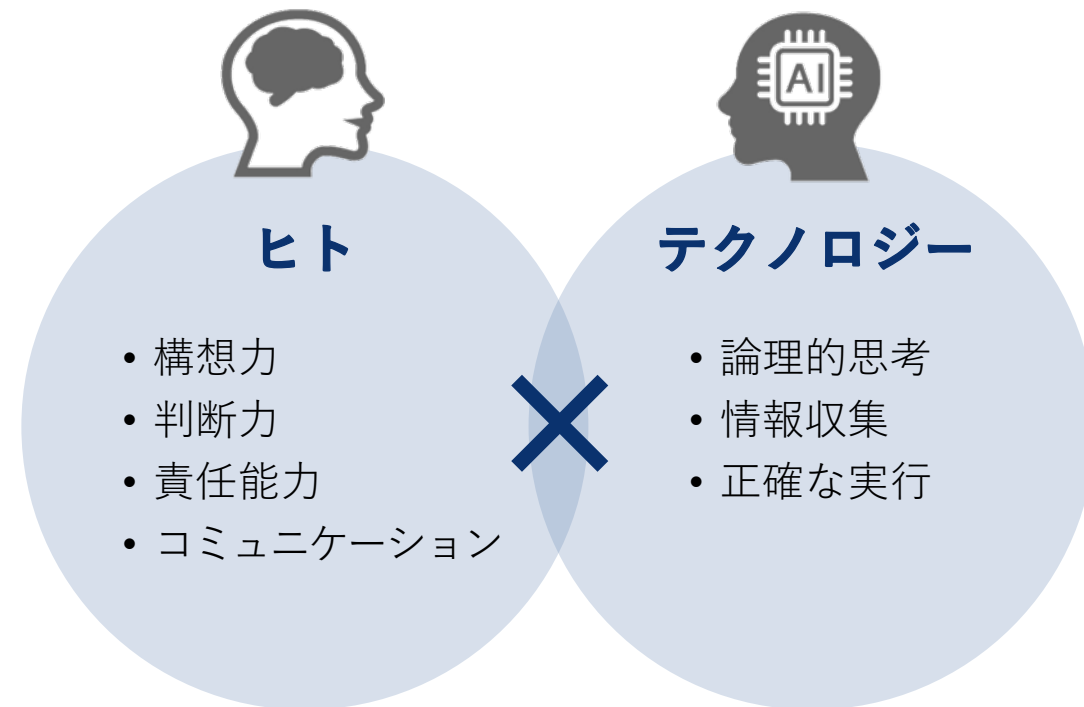 AI
ヒト
テクノロジー
• 構想力
• 判断力
• 責任能力
• コミュニケーション
• 論理的思考
• 情報収集
• 正確な実行